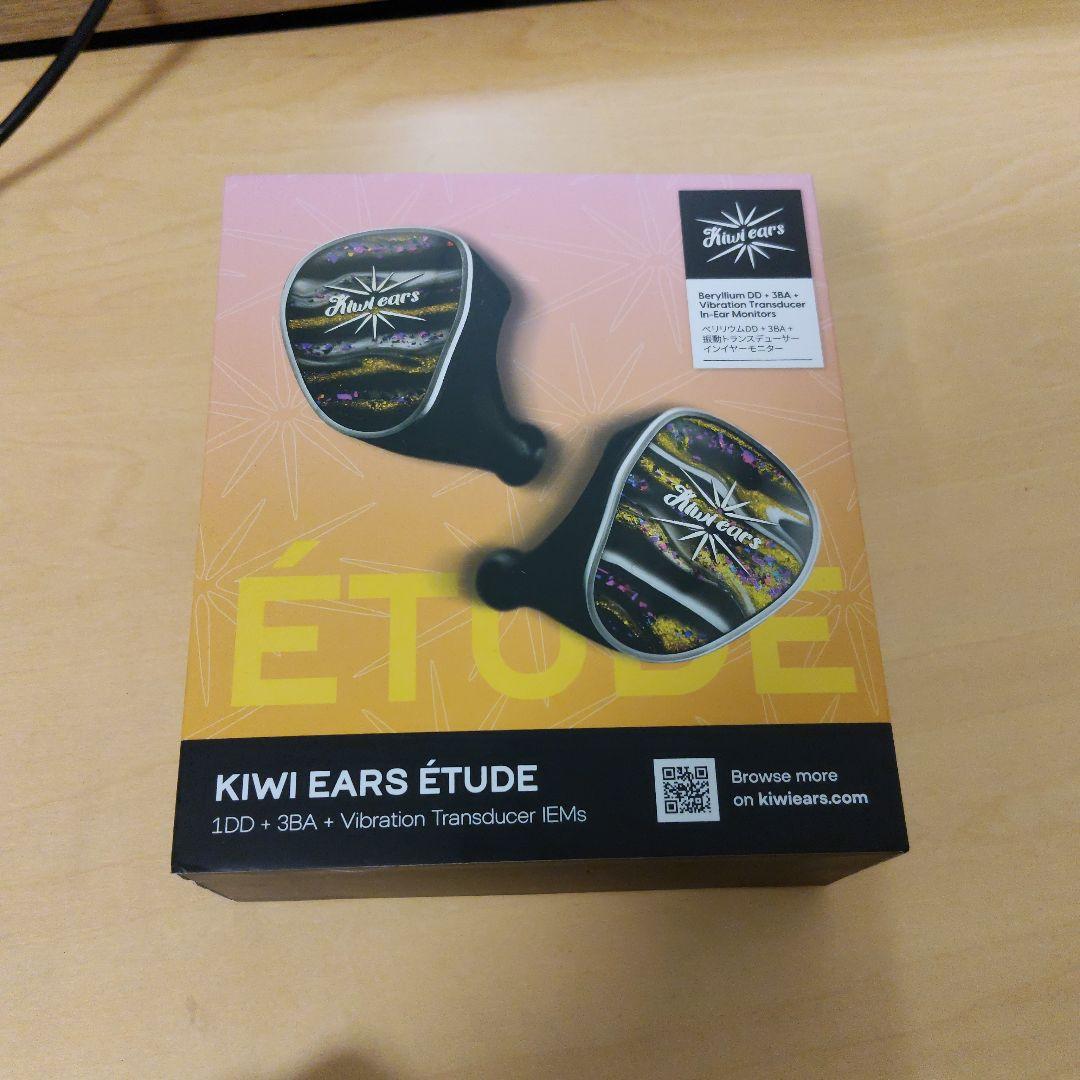 Kiwi ears
Beryllium DD + 3BA +
Vibration Transducer
In-Ear Monitors
ベリリウムDD + 3BA +
振動トランスデューサー
インイヤーモニター
Kiwi ears
Kiwi ears
ÉTUDE
KIWI EARS ÉTUDE
1DD + 3BA + Vibration Transducer IEMs
Browse more
on kiwiears.com